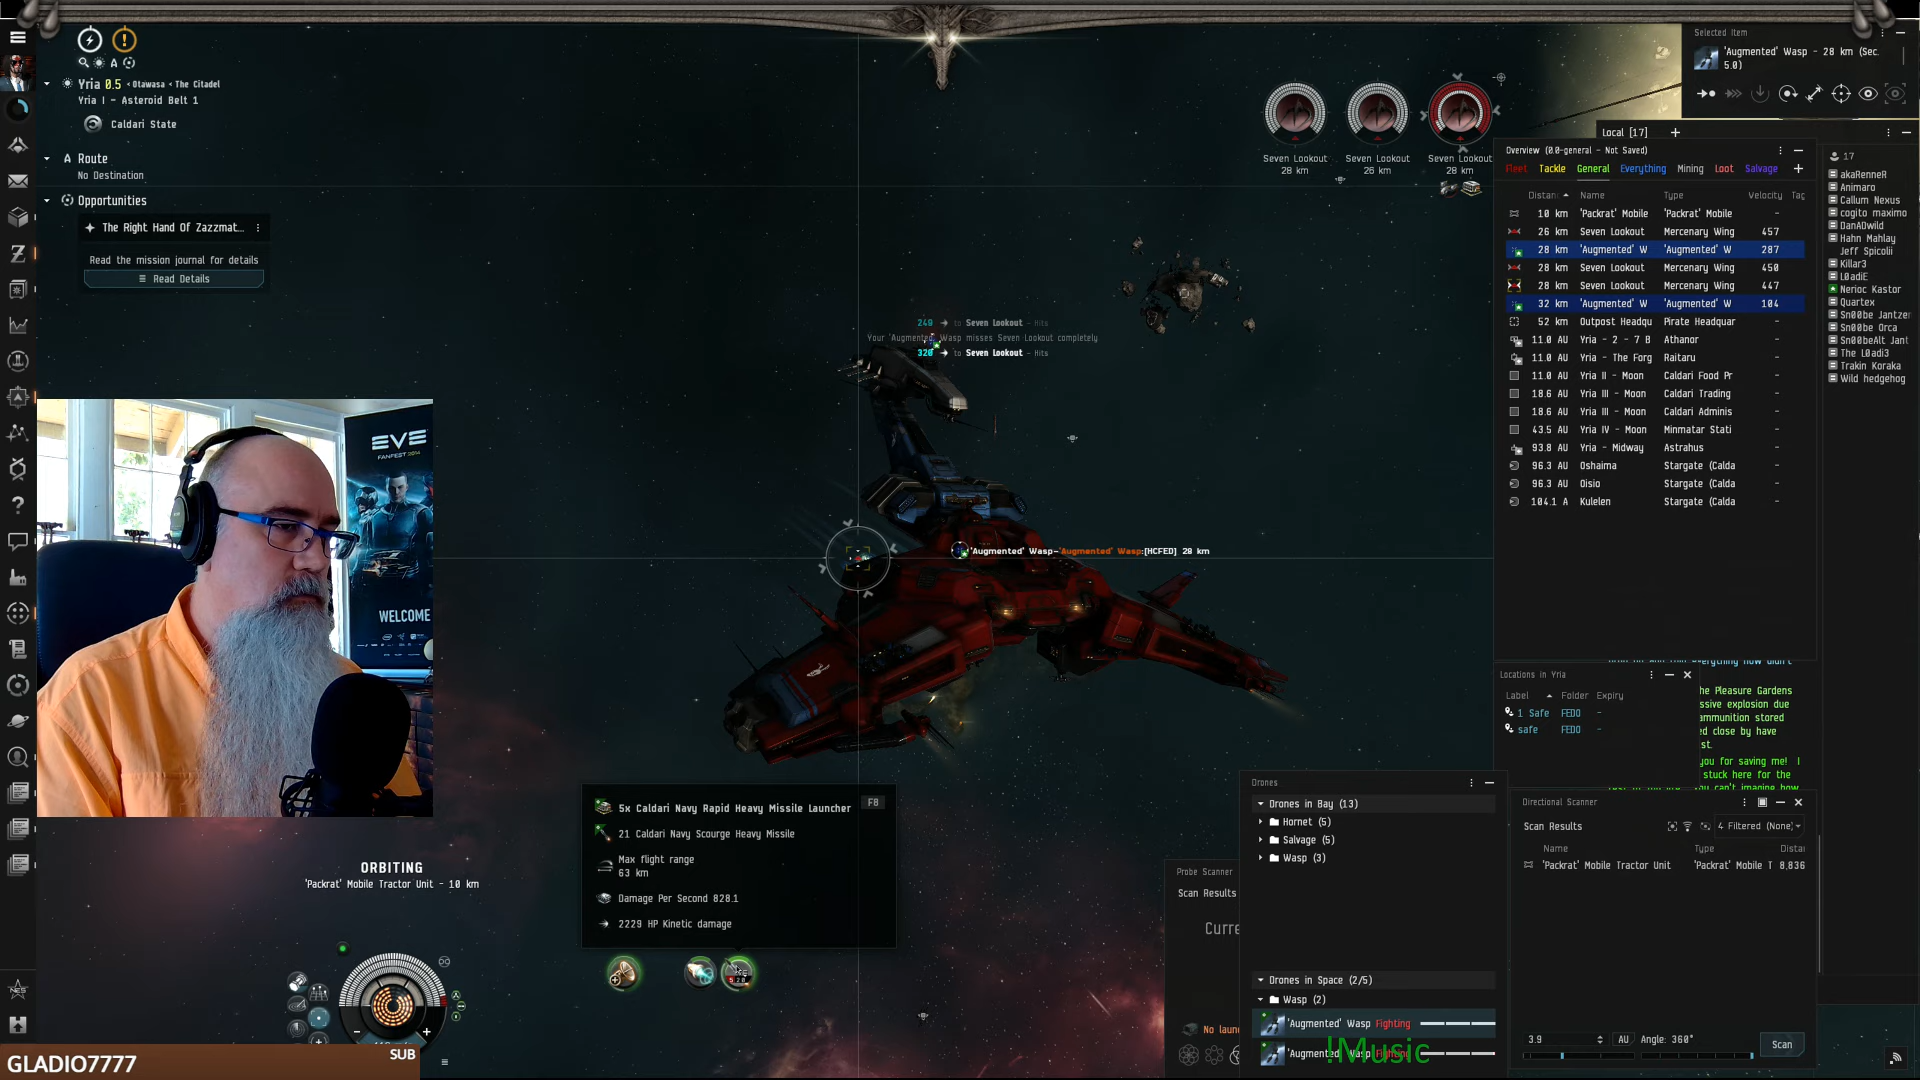 Yria 0.5 < Otawasa < The Citadel
Yria I - Asteroid Belt 1
Caldari State
Route
No Destination
Opportunities
The Right Hand Of Zazzmat...
Read the mission journal for details
Read Details
249 to Seven Lookout - Hits
Your 'Augmented' Wasp misses Seven Lookout completely
320 to Seven Lookout - Hits
'Augmented' Wasp-'Augmented' Wasp:[HCFED] 28 km
Seven Lookout
28 km
Seven Lookout
26 km
Seven Lookout
28 km
Selected Item
'Augmented' Wasp - 28 km (Sec.
5.0)
Local [17]
17
akaRenneR
Animaro
Callum Nexus
cogito maximo
DanADwild
Hahn Mahlay
Jeff Spicolii
Killar3
L0adiE
Nerioc Kastor
Quartex
Sn00be Jantzer
Sn00be Orca
Sn00beAlt Jant
The L0adi3
Trakin Koraka
Wild hedgehog
Overview (0.0-general - Not Saved)
Fleet Tackle General Everything Mining Loot Salvage
Distan Name Type Velocity Tag
10 km 'Packrat' Mobile 'Packrat' Mobile -
26 km Seven Lookout Mercenary Wing 457
28 km 'Augmented' W 'Augmented' W 287
28 km Seven Lookout Mercenary Wing 450
28 km Seven Lookout Mercenary Wing 447
32 km 'Augmented' W 'Augmented' W 104
52 km Outpost Headqu Pirate Headquar -
11.0 AU Yria - 2 - 7 B Athanor -
11.0 AU Yria - The Forg Raitaru -
11.0 AU Yria II - Moon Caldari Food Pr -
18.6 AU Yria III - Moon Caldari Trading -
18.6 AU Yria III - Moon Caldari Adminis -
43.5 AU Yria IV - Moon Minmatar Stati -
93.8 AU Yria - Midway Astrahus -
96.3 AU Oshaima Stargate (Calda -
96.3 AU Oisio Stargate (Calda -
104.1 A Kulelen Stargate (Calda -
Locations in Yria
Label Folder Expiry
1 Safe FEDO -
safe FEDO -
he Pleasure Gardens
ssive explosion due
ammunition stored
d close by have
st.
you for saving me! I
stuck here for the
EVE
FANFEST 2014
WELCOME
ORBITING
'Packrat' Mobile Tractor Unit - 10 km
5x Caldari Navy Rapid Heavy Missile Launcher F8
21 Caldari Navy Scourge Heavy Missile
Max flight range
63 km
Damage Per Second 828.1
2229 HP Kinetic damage
Probe Scanner
Scan Results
Curre
No laun
Drones
Drones in Bay (13)
Hornet (5)
Salvage (5)
Wasp (3)
Drones in Space (2/5)
Wasp (2)
'Augmented' Wasp Fighting
'Augmented' Wasp Fighting
!Music
Directional Scanner
Scan Results 4 Filtered (None)
Name Type Distan
'Packrat' Mobile Tractor Unit 'Packrat' Mobile T 8,836
3.9 AU Angle: 360° Scan
GLADIO7777
SUB